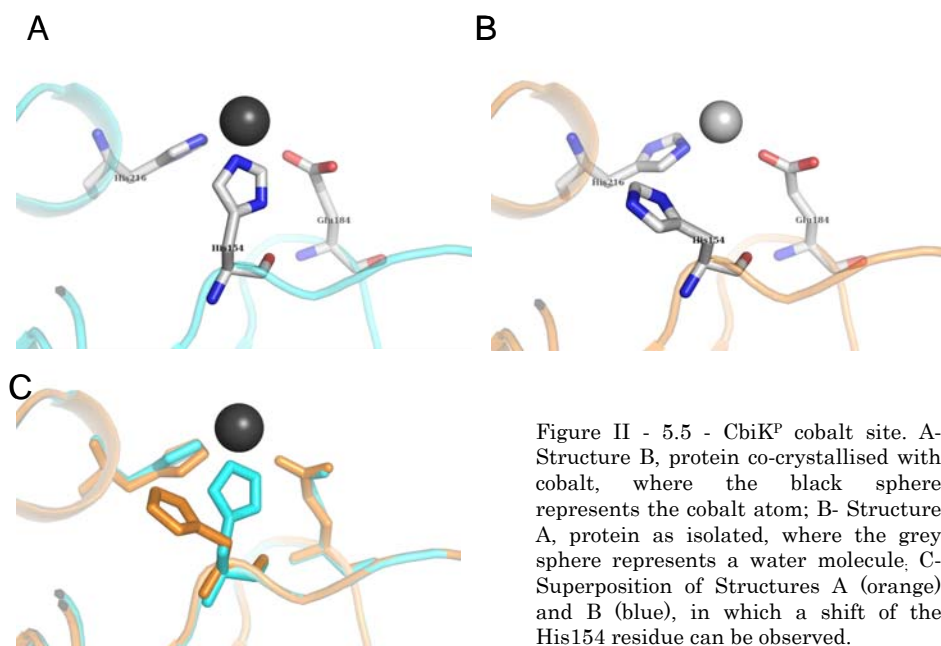 A
B
His216
His154
Glu184
His216
His154
Glu184
C
Figure II - 5.5 - CbiKᴾ cobalt site. A-
Structure B, protein co-crystallised with
cobalt, where the black sphere
represents the cobalt atom; B- Structure
A, protein as isolated, where the grey
sphere represents a water molecule; C-
Superposition of Structures A (orange)
and B (blue), in which a shift of the
His154 residue can be observed.